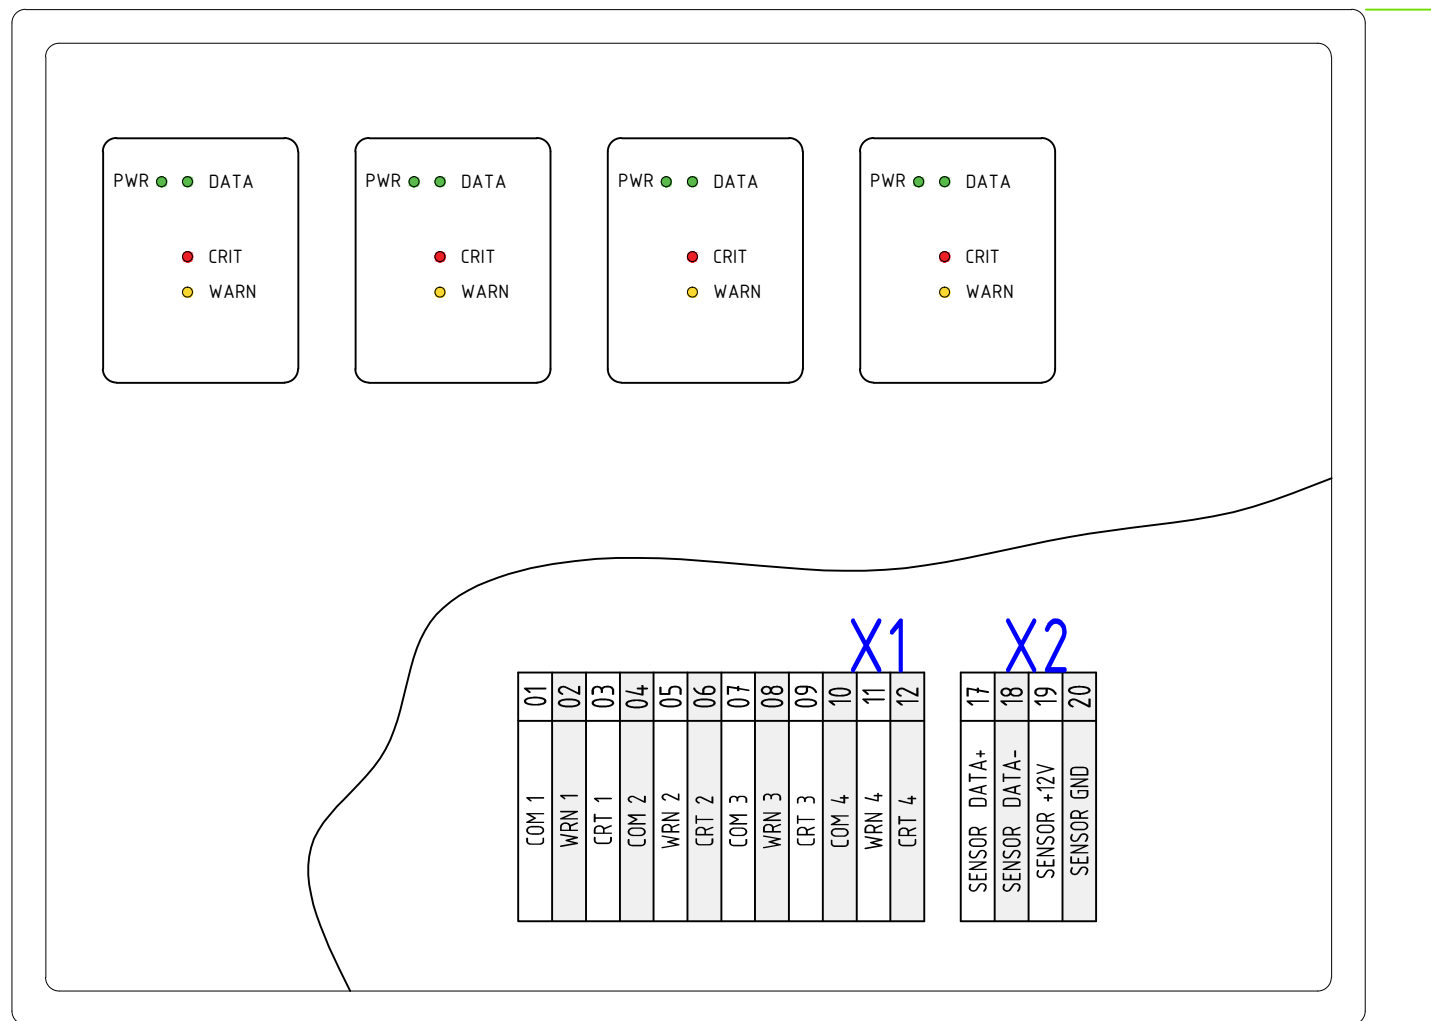 PWR DATA PWR DATA PWR DATA PWR DATA
CRIT CRIT CRIT CRIT
WARN WARN WARN WARN
X1 X2
01 02 03 04 05 06 07 08 09 10 11 12 17 18 19 20
COM 1
WRN 1
CRT 1
COM 2
WRN 2
CRT 2
COM 3
WRN 3
CRT 3
COM 4
WRN 4
CRT 4
SENSOR DATA+
SENSOR DATA-
SENSOR +12V
SENSOR GND